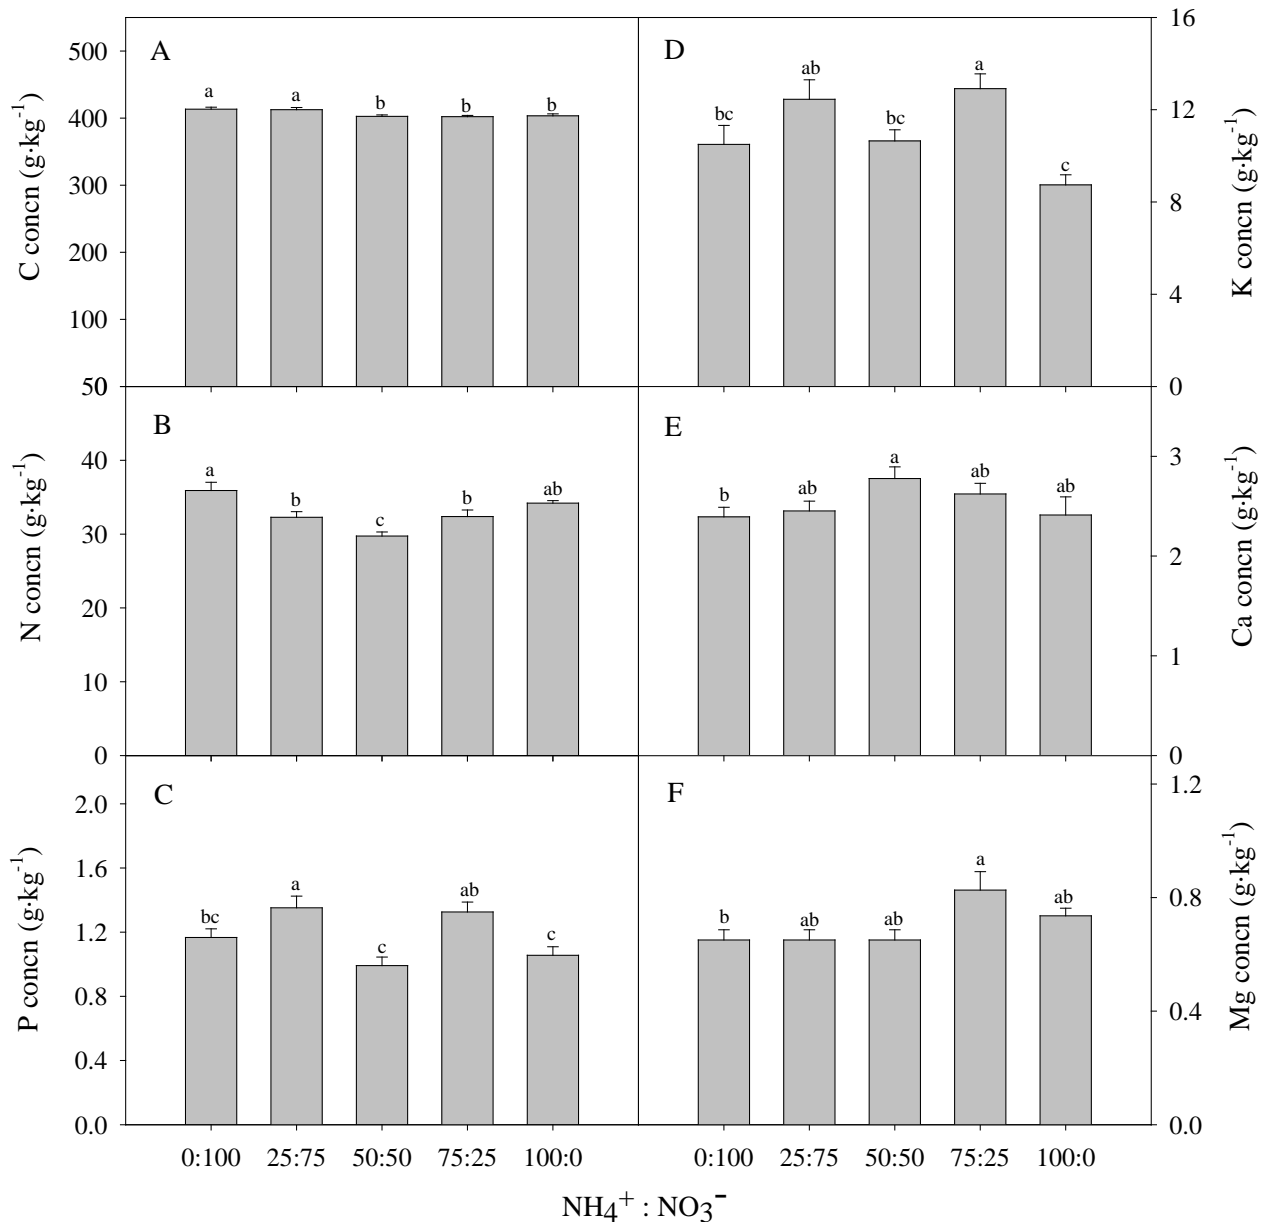 A
D
C concn (g·kg⁻¹)
K concn (g·kg⁻¹)
500
400
300
200
100
50
a
a
b
b
b
16
12
8
4
0
bc
ab
bc
a
c
B
E
N concn (g·kg⁻¹)
Ca concn (g·kg⁻¹)
40
30
20
10
0
a
b
c
b
ab
3
2
1
0
b
ab
a
ab
ab
C
F
P concn (g·kg⁻¹)
Mg concn (g·kg⁻¹)
2.0
1.6
1.2
0.8
0.4
0.0
bc
a
c
ab
c
1.2
0.8
0.4
0.0
b
ab
ab
a
ab
0:100 25:75 50:50 75:25 100:0
0:100 25:75 50:50 75:25 100:0
NH₄⁺ : NO₃⁻